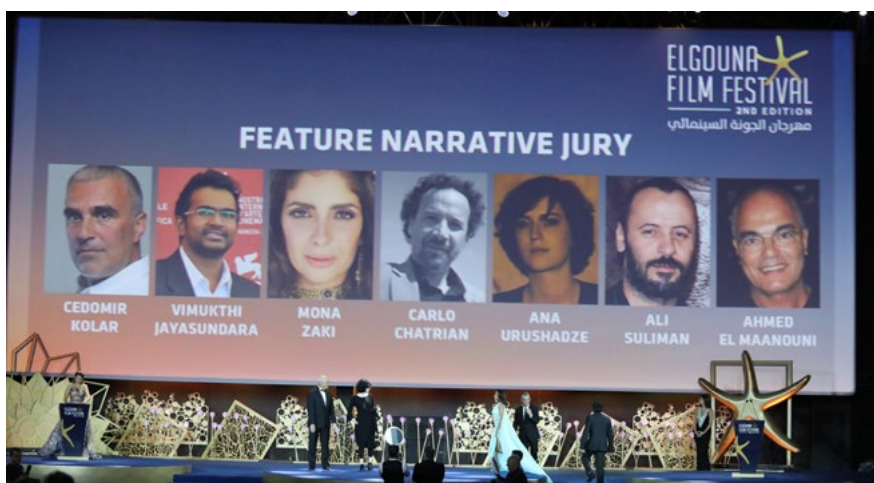 ELGOUNA
FILM FESTIVAL
2ND EDITION
مهرجان الجونة السينمائي
FEATURE NARRATIVE JURY
CEDOMIR
KOLAR
VIMUKTHI
JAYASUNDARA
MONA
ZAKI
CARLO
CHATRIAN
ANA
URUSHADZE
ALI
SULIMAN
AHMED
EL MAANOUNI